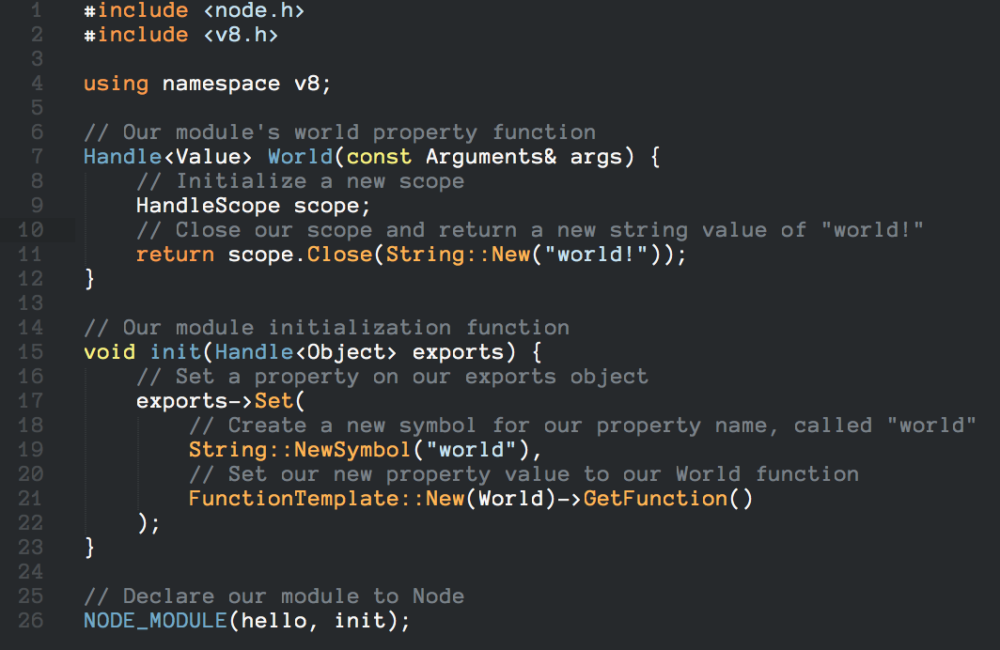 1 #include <node.h>
2 #include <v8.h>
3
4 using namespace v8;
5
6 // Our module's world property function
7 Handle<Value> World(const Arguments& args) {
8     // Initialize a new scope
9     HandleScope scope;
10     // Close our scope and return a new string value of "world!"
11     return scope.Close(String::New("world!"));
12 }
13
14 // Our module initialization function
15 void init(Handle<Object> exports) {
16     // Set a property on our exports object
17     exports->Set(
18         // Create a new symbol for our property name, called "world"
19         String::NewSymbol("world"),
20         // Set our new property value to our World function
21         FunctionTemplate::New(World)->GetFunction()
22     );
23 }
24
25 // Declare our module to Node
26 NODE_MODULE(hello, init);